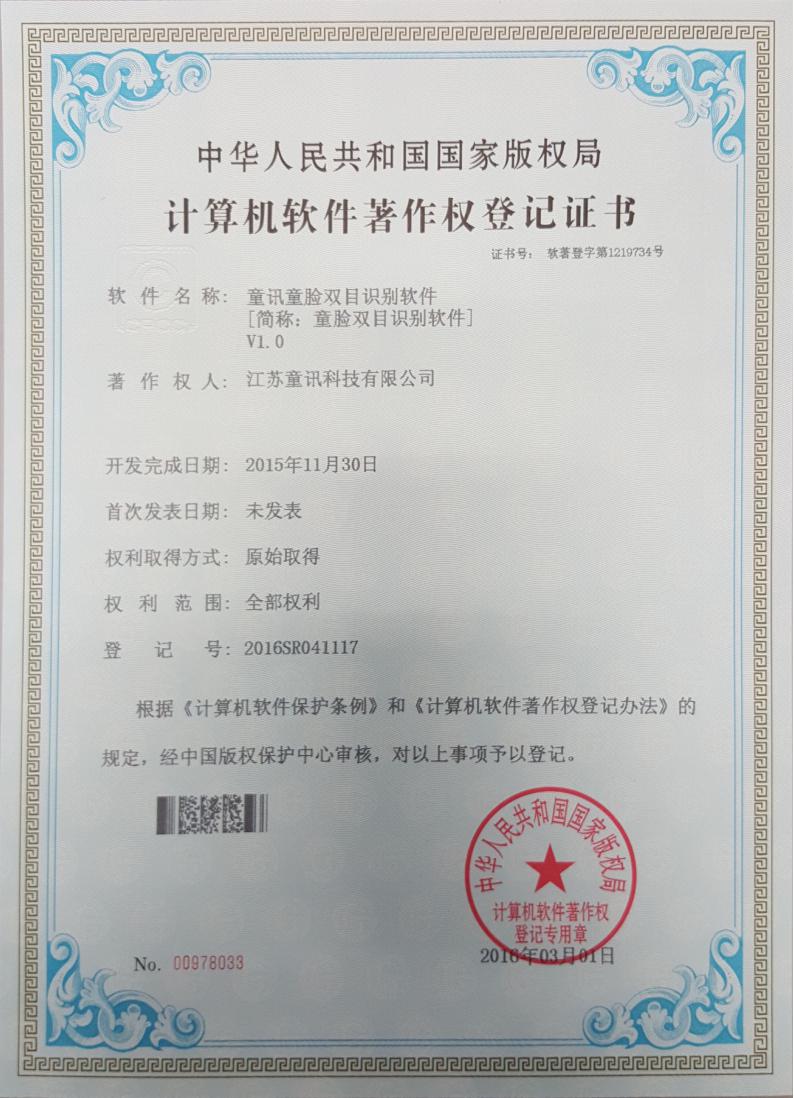 中华人民共和国国家版权局
计算机软件著作权登记证书
证书号： 软著登字第1219734号
软件名称： 童讯童脸双目识别软件
[简称：童脸双目识别软件]
V1.0
著作权人： 江苏童讯科技有限公司
开发完成日期： 2015年11月30日
首次发表日期： 未发表
权利取得方式： 原始取得
权利范围： 全部权利
登记号： 2016SR041117
根据《计算机软件保护条例》和《计算机软件著作权登记办法》的
规定，经中国版权保护中心审核，对以上事项予以登记。
中华人民共和国国家版权局
计算机软件著作权
登记专用章
No. 00978033
2016年03月01日